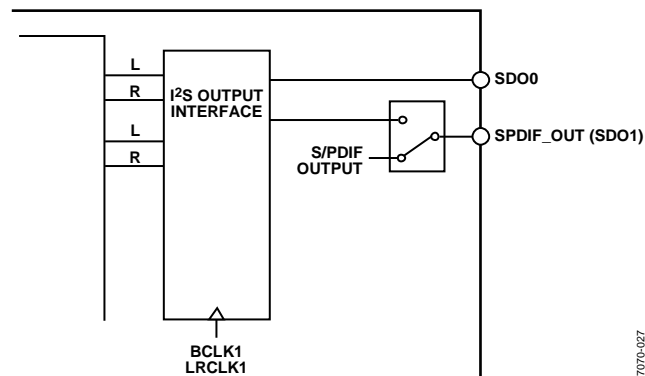 L
R
L
R
I²S OUTPUT
INTERFACE
SDO0
SPDIF_OUT (SDO1)
S/PDIF
OUTPUT
BCLK1
LRCLK1
7070-027